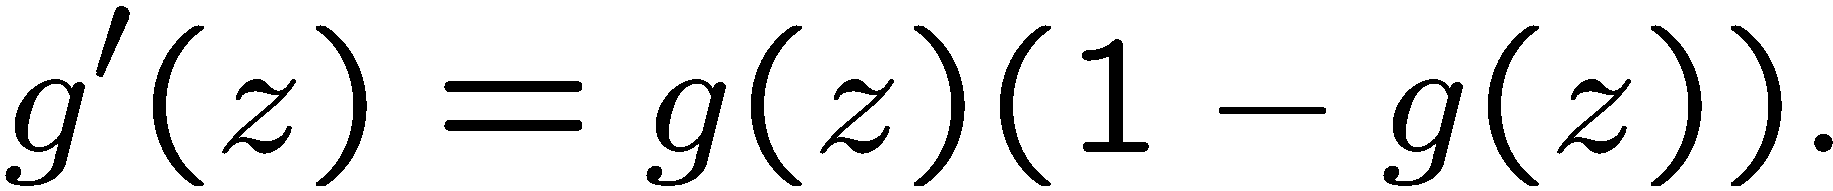 g′(z) = g(z)(1 − g(z)).